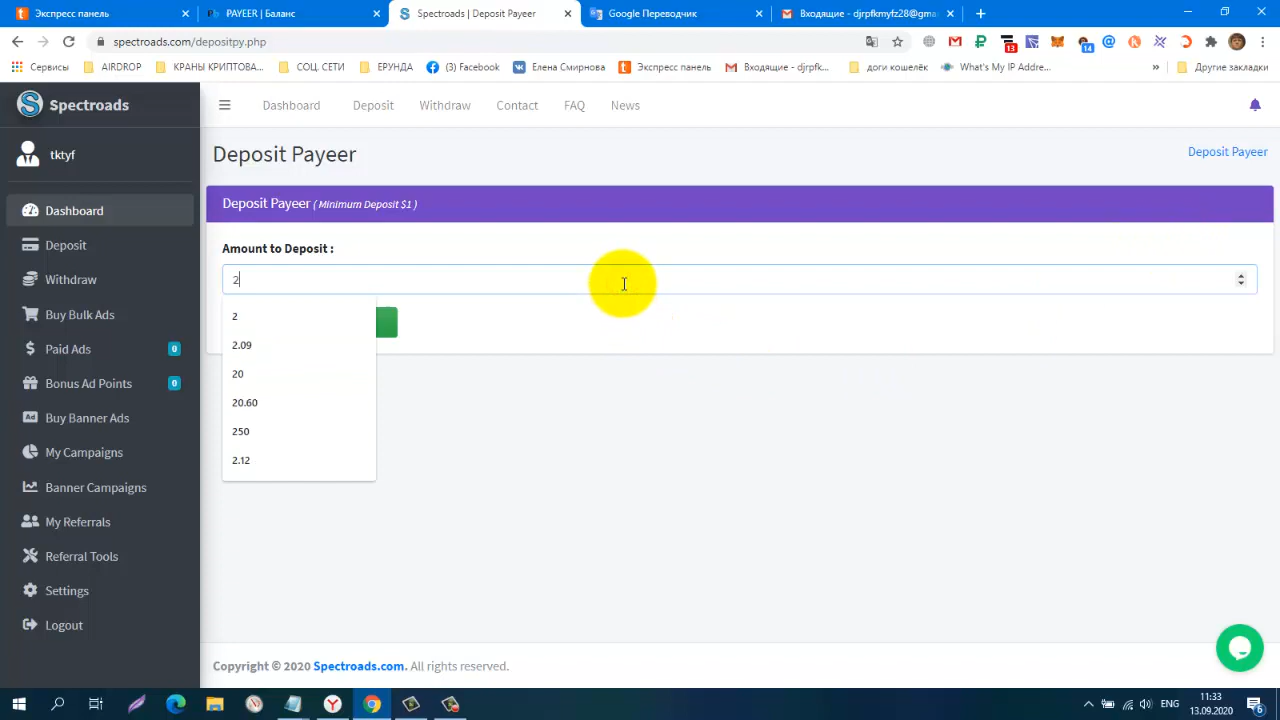 Экспресс панель
PAYEER | Баланс
Spectroads | Deposit Payeer
Google Переводчик
Входящие - djrpfkmyfz28@gma
spectroads.com/depositpy.php
13
14
Сервисы
AIRDROP
КРАНЫ КРИПТОВА...
СОЦ. СЕТИ
ЕРУНДА
(3) Facebook
Елена Смирнова
Экспресс панель
Входящие - djrpfk...
доги кошелёк
What's My IP Addre...
»
Другие закладки
Spectroads
Dashboard
Deposit
Withdraw
Contact
FAQ
News
tktyf
Deposit Payeer
Deposit Payeer
Dashboard
Deposit Payeer ( Minimum Deposit $1 )
Deposit
Amount to Deposit :
Withdraw
2
Buy Bulk Ads
2
Paid Ads 0
2.09
Bonus Ad Points 0
20
Buy Banner Ads
20.60
My Campaigns
250
Banner Campaigns
2.12
My Referrals
Referral Tools
Settings
Logout
Copyright © 2020 Spectroads.com. All rights reserved.
ENG
11:33
13.09.2020
6